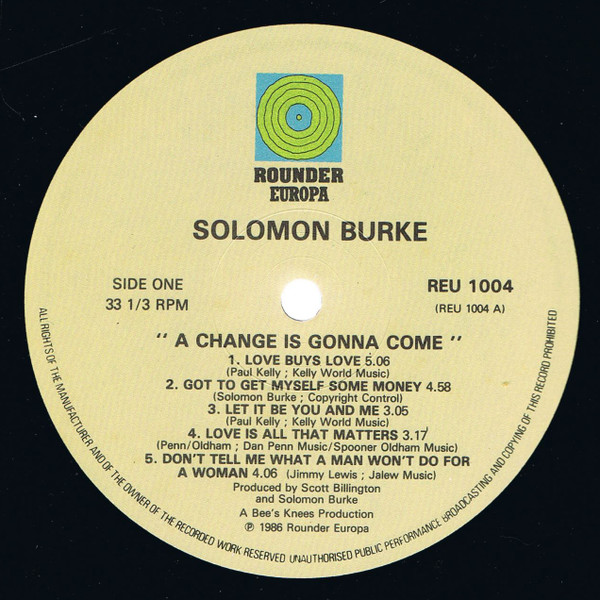 ROUNDER
EUROPA
SOLOMON BURKE
SIDE ONE
33 1/3 RPM
REU 1004
(REU 1004 A)
" A CHANGE IS GONNA COME "
1. LOVE BUYS LOVE 5.06
(Paul Kelly ; Kelly World Music)
2. GOT TO GET MYSELF SOME MONEY 4.58
(Solomon Burke ; Copyright Control)
3. LET IT BE YOU AND ME 3.05
(Paul Kelly ; Kelly World Music)
4. LOVE IS ALL THAT MATTERS 3.17
(Penn/Oldham ; Dan Penn Music/Spooner Oldham Music)
5. DON'T TELL ME WHAT A MAN WON'T DO FOR
A WOMAN 4.06 (Jimmy Lewis ; Jalew Music)
Produced by Scott Billington
and Solomon Burke
A Bee's Knees Production
℗ 1986 Rounder Europa
ALL RIGHTS OF THE MANUFACTURER AND OF THE OWNER OF THE RECORDED WORK RESERVED UNAUTHORISED PUBLIC PERFORMANCE BROADCASTING AND COPYING OF THIS RECORD PROHIBITED